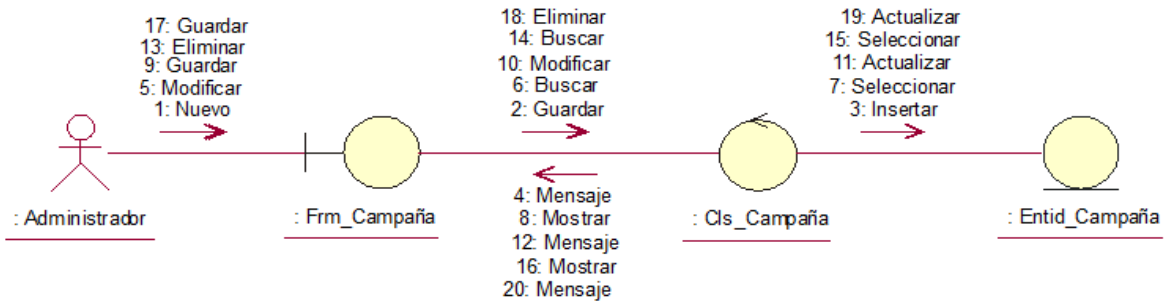 17: Guardar
13: Eliminar
9: Guardar
5: Modificar
1: Nuevo
18: Eliminar
14: Buscar
10: Modificar
6: Buscar
2: Guardar
19: Actualizar
15: Seleccionar
11: Actualizar
7: Seleccionar
3: Insertar
4: Mensaje
8: Mostrar
12: Mensaje
16: Mostrar
20: Mensaje
: Administrador
: Frm_Campaña
: Cls_Campaña
: Entid_Campaña